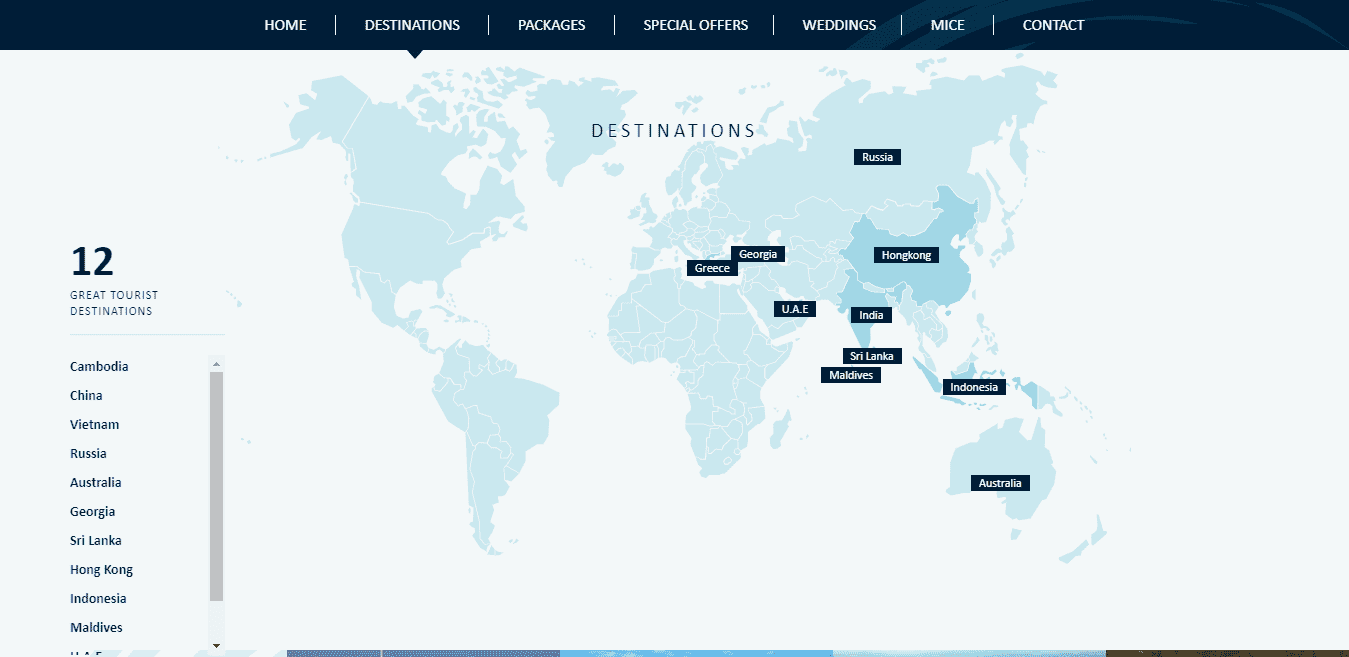 HOME DESTINATIONS PACKAGES SPECIAL OFFERS WEDDINGS MICE CONTACT
DESTINATIONS
Russia
Georgia
Hongkong
Greece
U.A.E
India
Sri Lanka
Maldives
Indonesia
Australia
12
GREAT TOURIST
DESTINATIONS
Cambodia
China
Vietnam
Russia
Australia
Georgia
Sri Lanka
Hong Kong
Indonesia
Maldives